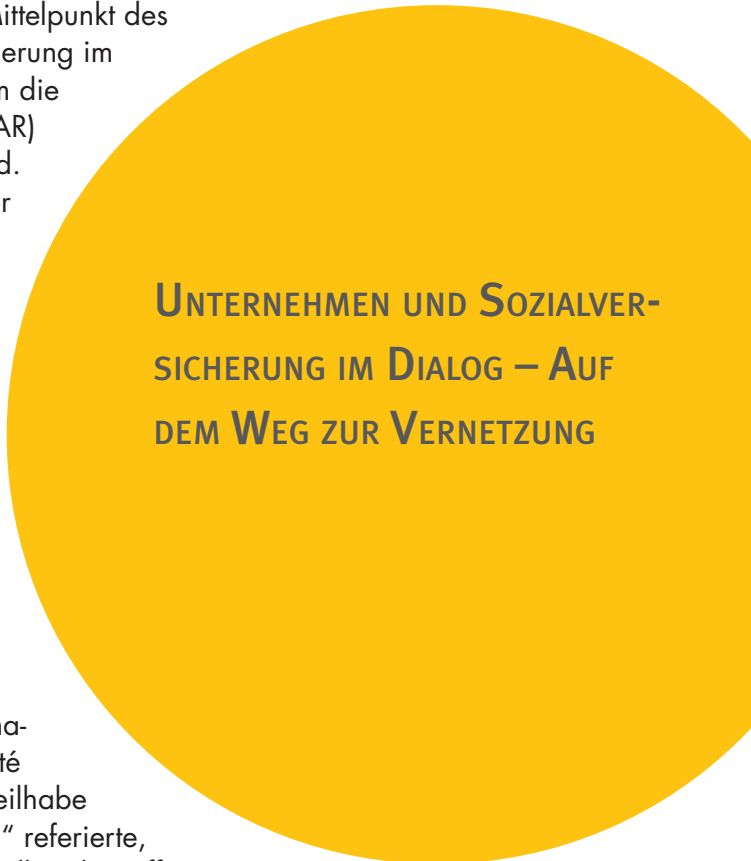 ittelpunkt des
erung im
die
AR)
d.
r
Unternehmen und Sozialver-
sicherung im Dialog – Auf
dem Weg zur Vernetzung
a-
té
eilhabe
“ referierte,